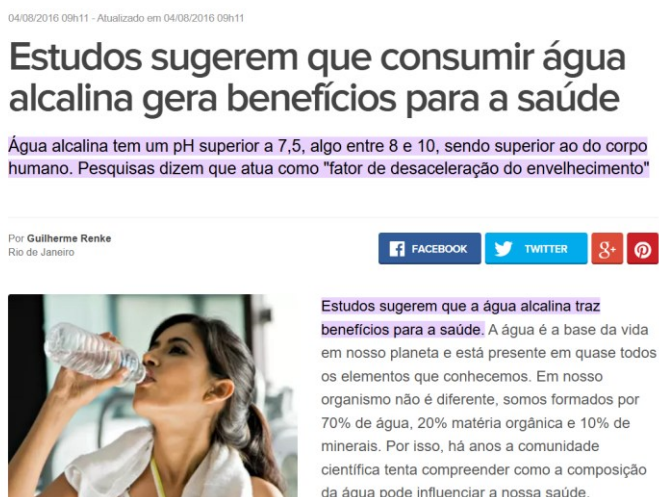 04/08/2016 09h11 - Atualizado em 04/08/2016 09h11
Estudos sugerem que consumir água
alcalina gera benefícios para a saúde
Água alcalina tem um pH superior a 7,5, algo entre 8 e 10, sendo superior ao do corpo
humano. Pesquisas dizem que atua como "fator de desaceleração do envelhecimento"
Por Guilherme Renke
Rio de Janeiro
FACEBOOK
TWITTER
Estudos sugerem que a água alcalina traz
benefícios para a saúde. A água é a base da vida
em nosso planeta e está presente em quase todos
os elementos que conhecemos. Em nosso
organismo não é diferente, somos formados por
70% de água, 20% matéria orgânica e 10% de
minerais. Por isso, há anos a comunidade
científica tenta compreender como a composição
da água pode influenciar a nossa saúde.